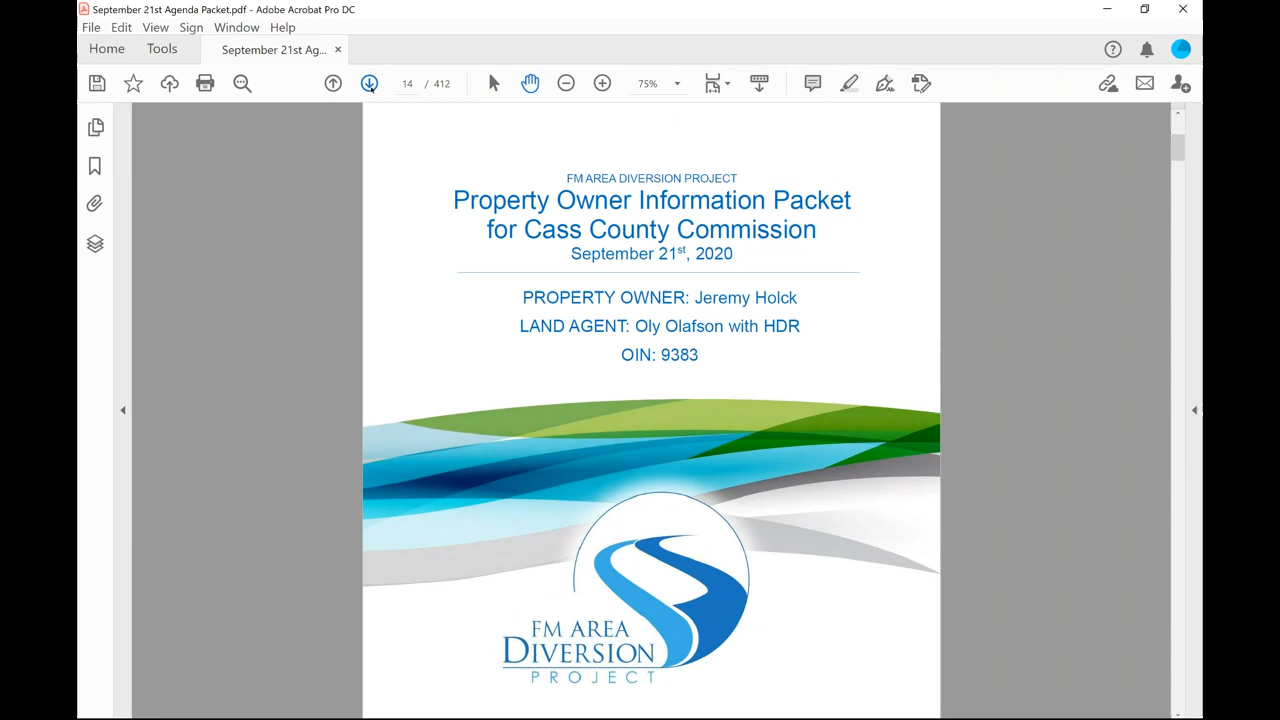 September 21st Agenda Packet.pdf - Adobe Acrobat Pro DC
File Edit View Sign Window Help
Home Tools September 21st Ag... ×
14 / 412 75%
FM AREA DIVERSION PROJECT
Property Owner Information Packet
for Cass County Commission
September 21st, 2020
PROPERTY OWNER: Jeremy Holck
LAND AGENT: Oly Olafson with HDR
OIN: 9383
FM AREA
DIVERSION
PROJECT